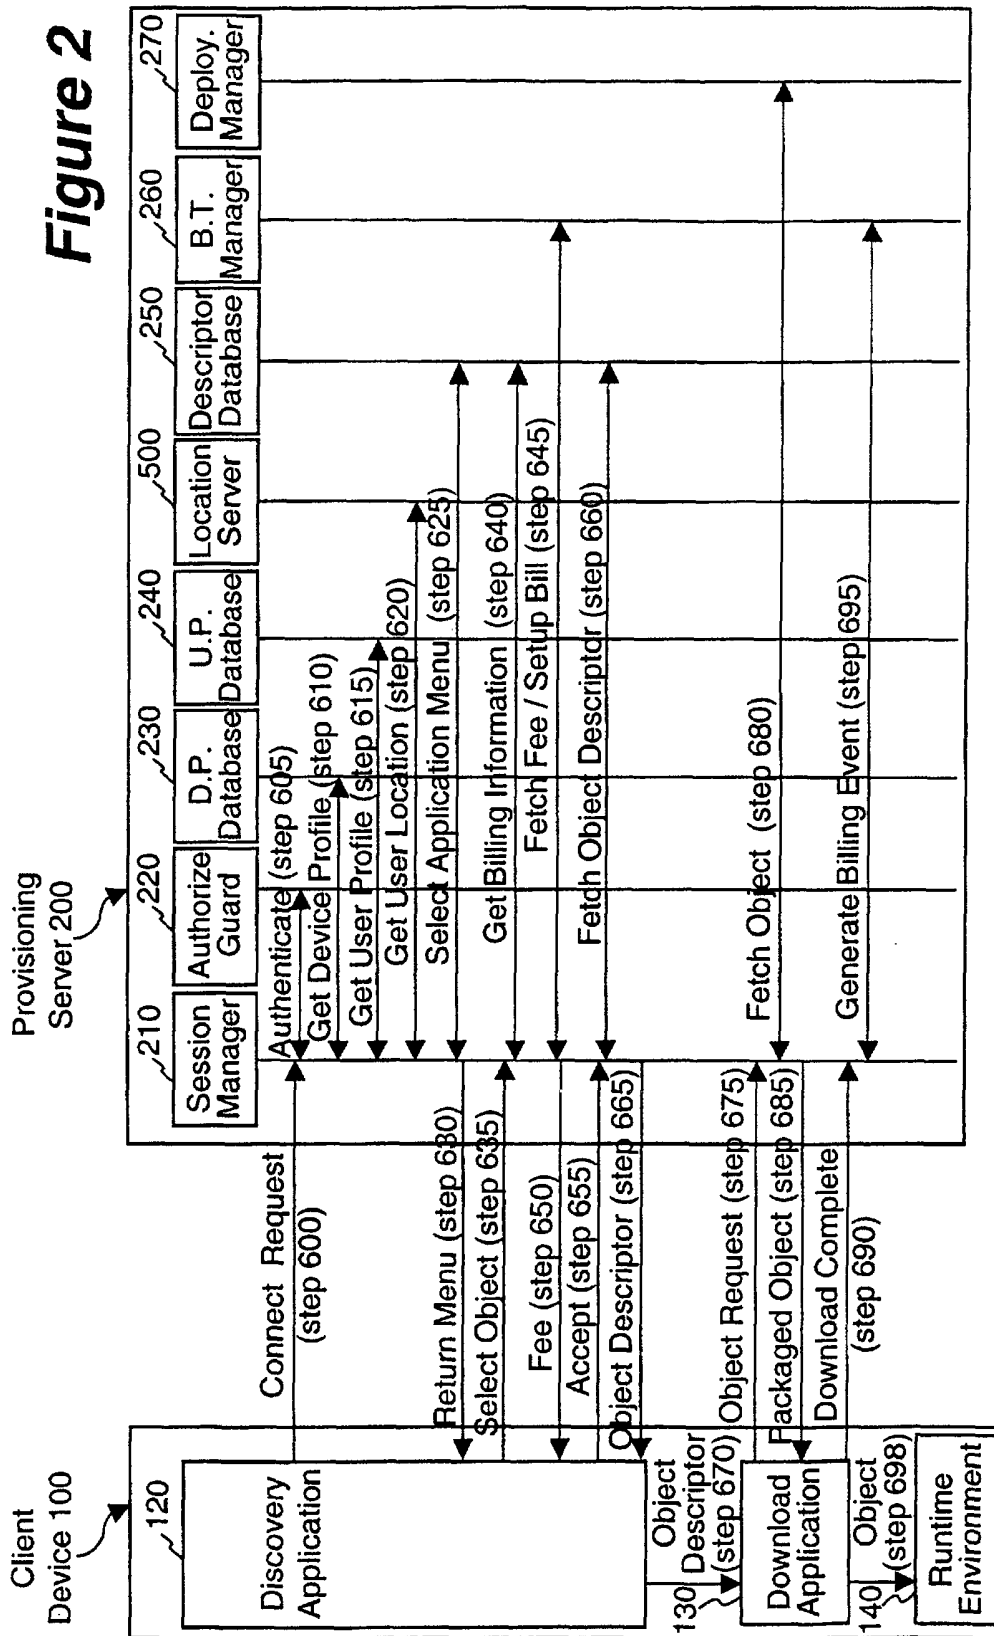 Figure 2
Client
Device 100
Provisioning
Server 200
120
Discovery
Application
130
Download
Application
140
Runtime
Environment
Object
Descriptor
(step 670)
Object
(step 698)
210
Session
Manager
220
Authorize
Guard
230
D.P.
Database
240
U.P.
Database
500
Location
Server
250
Descriptor
Database
260
B.T.
Manager
270
Deploy.
Manager
Connect Request
(step 600)
Authenticate (step 605)
Get Device Profile (step 610)
Get User Profile (step 615)
Get User Location (step 620)
Select Application Menu (step 625)
Return Menu (step 630)
Select Object (step 635)
Get Billing Information (step 640)
Fetch Fee / Setup Bill (step 645)
Fee (step 650)
Accept (step 655)
Fetch Object Descriptor (step 660)
Object Descriptor (step 665)
Object Request (step 675)
Fetch Object (step 680)
Packaged Object (step 685)
Download Complete
(step 690)
Generate Billing Event (step 695)